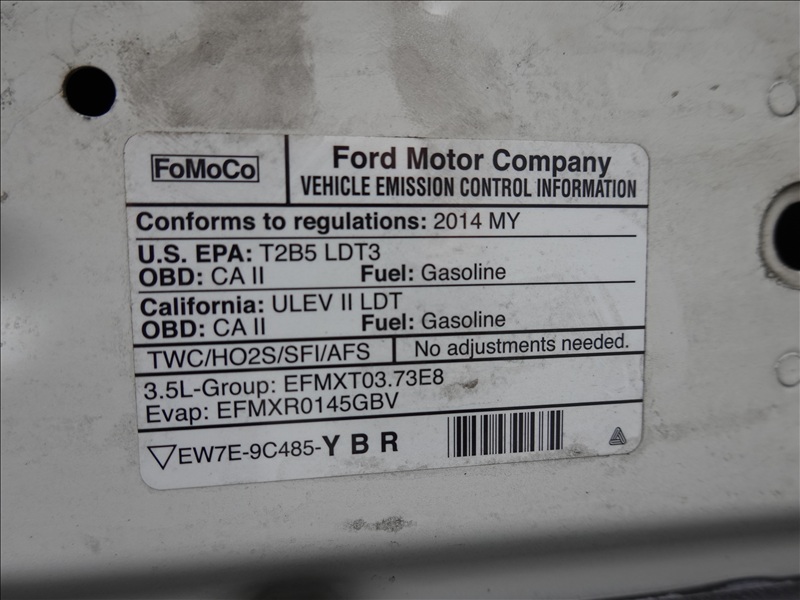 FoMoCo
Ford Motor Company
VEHICLE EMISSION CONTROL INFORMATION
Conforms to regulations: 2014 MY
U.S. EPA: T2B5 LDT3
OBD: CA II Fuel: Gasoline
California: ULEV II LDT
OBD: CA II Fuel: Gasoline
TWC/HO2S/SFI/AFS No adjustments needed.
3.5L-Group: EFMXT03.73E8
Evap: EFMXR0145GBV
EW7E-9C485-YBR